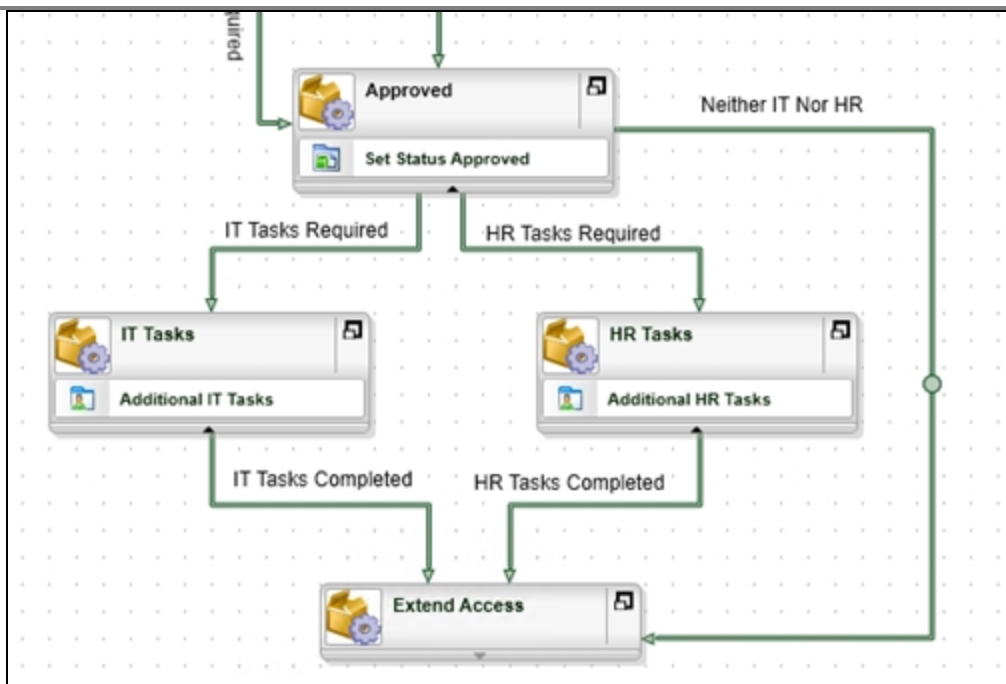 Approved
Neither IT Nor HR
Set Status Approved
IT Tasks Required
HR Tasks Required
IT Tasks
HR Tasks
Additional IT Tasks
Additional HR Tasks
IT Tasks Completed
HR Tasks Completed
Extend Access